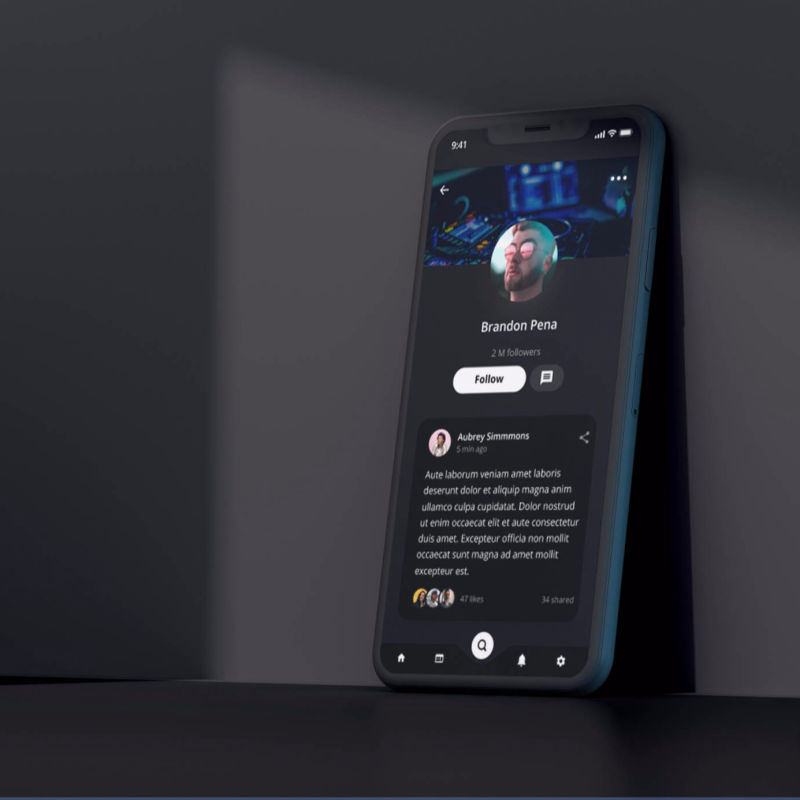 9:41
Brandon Pena
2 M followers
Follow
Aubrey Simmmons
5 min ago
Aute laborum veniam amet laboris
deserunt dolor et aliquip magna anim
ullamco culpa cupidatat. Dolor nostrud
ut enim occaecat elit et aute consectetur
duis amet. Excepteur officia non mollit
occaecat sunt magna ad amet mollit
excepteur est.
47 likes
34 shared